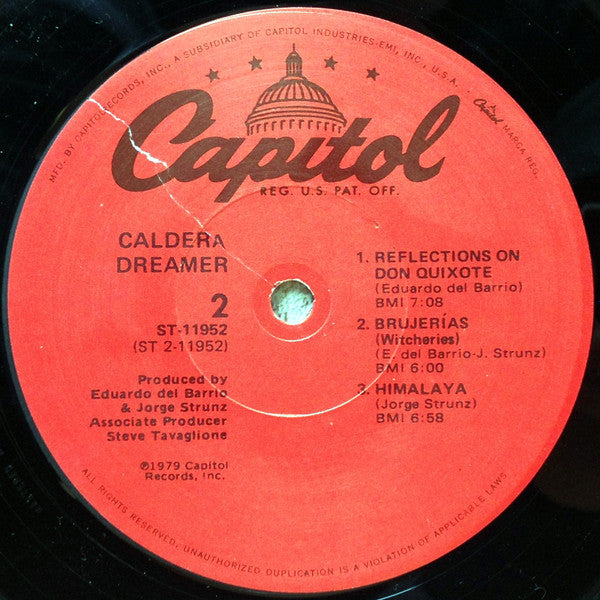 MFD. BY CAPITOL RECORDS, INC., A SUBSIDIARY OF CAPITOL INDUSTRIES-EMI, INC., U.S.A.
Capitol MARCA REG.
Capitol
REG. U.S. PAT. OFF.
CALDERA
DREAMER
2
ST-11952
(ST 2-11952)
Produced by
Eduardo del Barrio
& Jorge Strunz
Associate Producer
Steve Tavaglione
℗1979 Capitol
Records, Inc.
1. REFLECTIONS ON
DON QUIXOTE
(Eduardo del Barrio)
BMI 7:08
2. BRUJERÍAS
(Witcheries)
(E. del Barrio-J. Strunz)
BMI 6:00
3. HIMALAYA
(Jorge Strunz)
BMI 6:58
ALL RIGHTS RESERVED. UNAUTHORIZED DUPLICATION IS A VIOLATION OF APPLICABLE LAWS